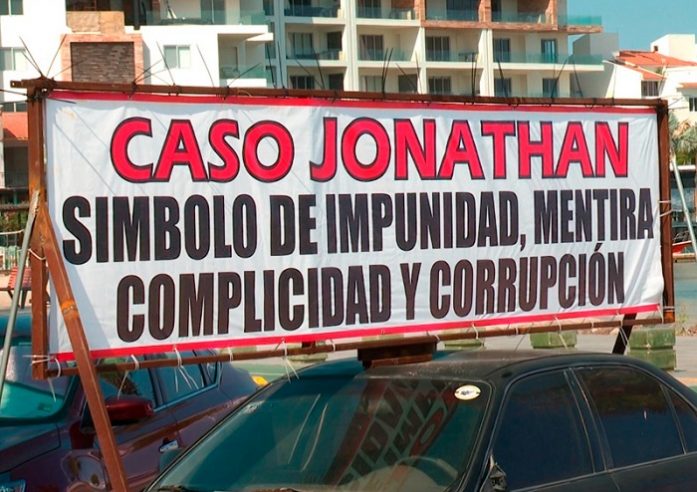 CASO JONATHAN
SIMBOLO DE IMPUNIDAD, MENTIRA
COMPLICIDAD Y CORRUPCIÓN